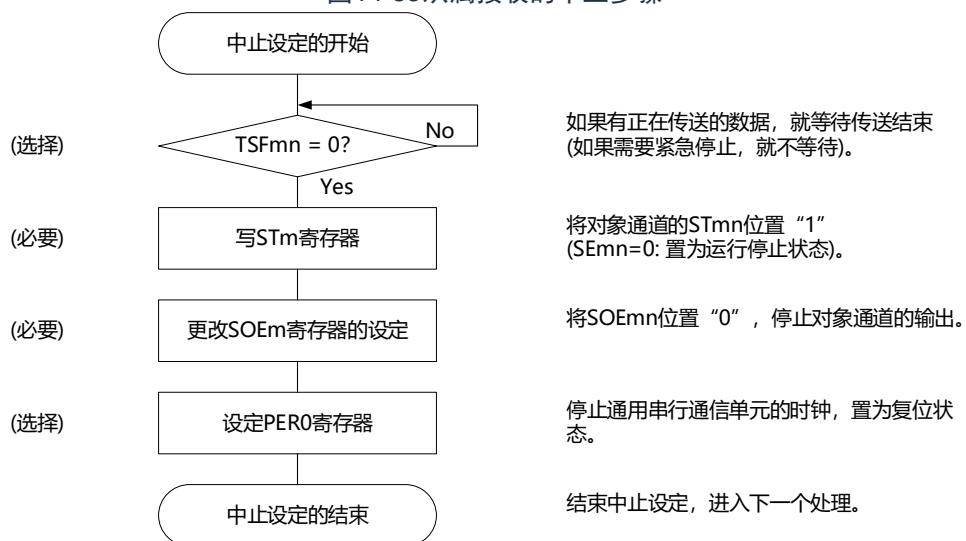 中止设定的开始
(选择)
TSFmn = 0?
No
Yes
如果有正在传送的数据，就等待传送结束
(如果需要紧急停止，就不等待)。
(必要)
写STm寄存器
将对象通道的STmn位置“1”
(SEmn=0: 置为运行停止状态)。
(必要)
更改SOEm寄存器的设定
将SOEmn位置“0”，停止对象通道的输出。
(选择)
设定PER0寄存器
停止通用串行通信单元的时钟，置为复位状
态。
中止设定的结束
结束中止设定，进入下一个处理。